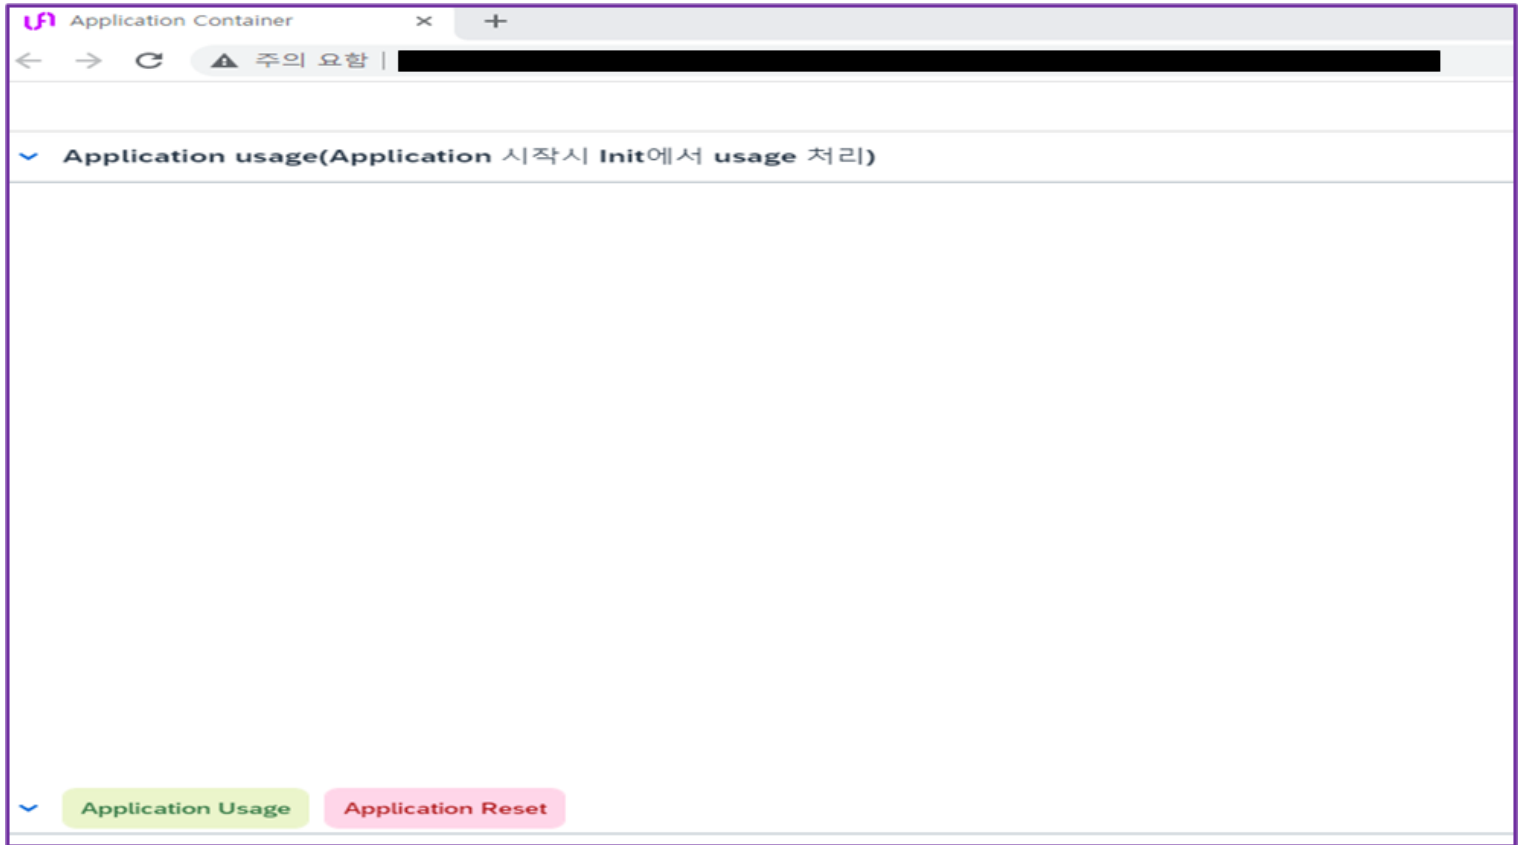 Application Container
주의 요함 |
Application usage(Application 시작시 Init에서 usage 처리)
Application Usage Application Reset